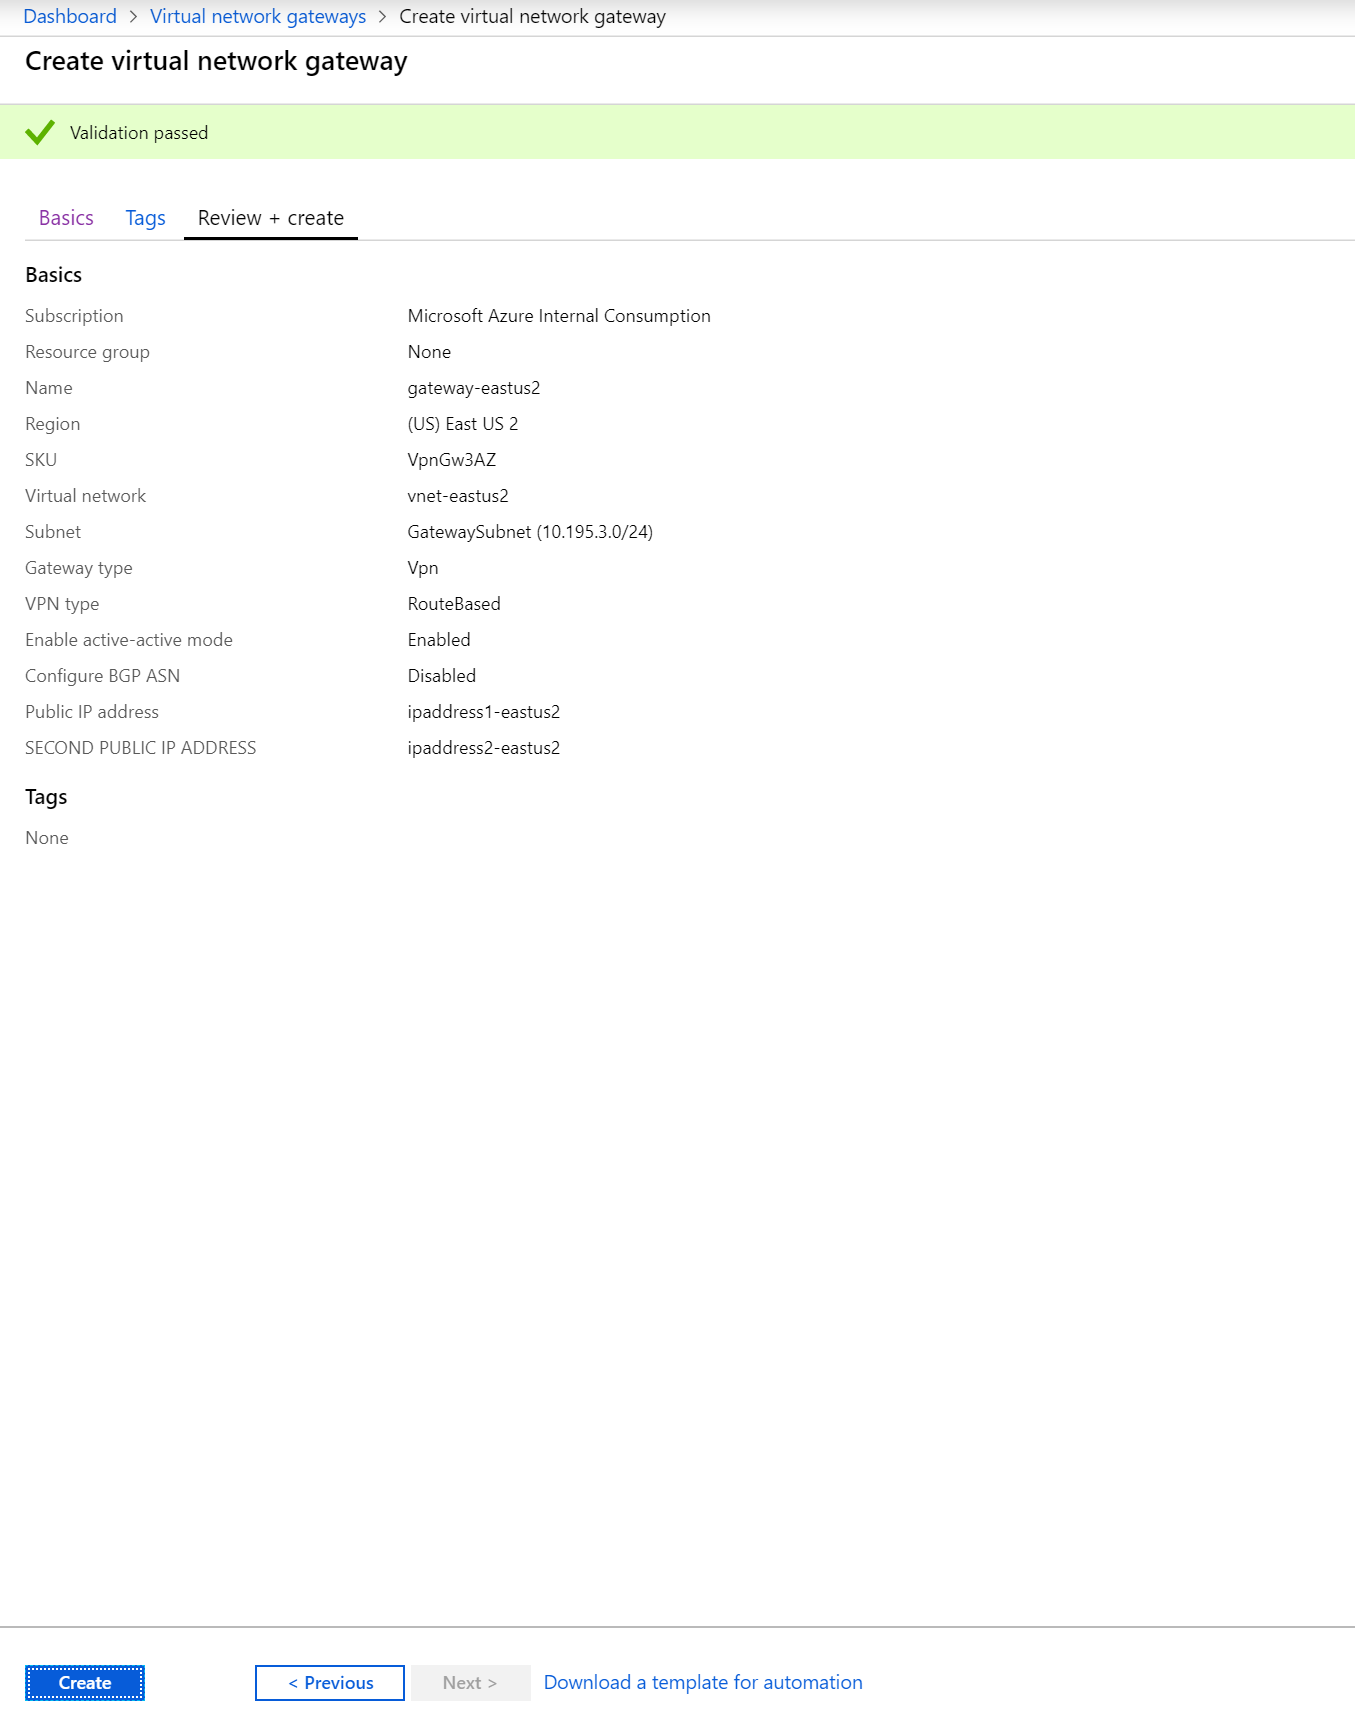 Dashboard > Virtual network gateways > Create virtual network gateway
Create virtual network gateway
Validation passed
Basics Tags Review + create
Basics
Subscription Microsoft Azure Internal Consumption
Resource group None
Name gateway-eastus2
Region (US) East US 2
SKU VpnGw3AZ
Virtual network vnet-eastus2
Subnet GatewaySubnet (10.195.3.0/24)
Gateway type Vpn
VPN type RouteBased
Enable active-active mode Enabled
Configure BGP ASN Disabled
Public IP address ipaddress1-eastus2
SECOND PUBLIC IP ADDRESS ipaddress2-eastus2
Tags
None
Create < Previous Next > Download a template for automation